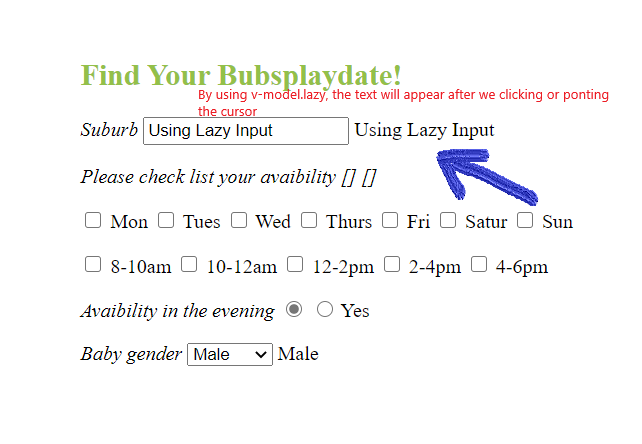 Find Your Bubsplaydate!
By using v-model.lazy, the text will appear after we clicking or ponting
the cursor
Suburb Using Lazy Input Using Lazy Input
Please check list your avaibility [] []
Mon Tues Wed Thurs Fri Satur Sun
8-10am 10-12am 12-2pm 2-4pm 4-6pm
Avaibility in the evening Yes
Baby gender Male Male